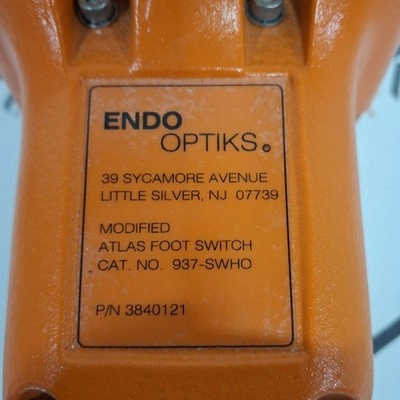 ENDO
OPTIKS®
39 SYCAMORE AVENUE
LITTLE SILVER, NJ 07739
MODIFIED
ATLAS FOOT SWITCH
CAT. NO. 937-SWHO
P/N 3840121